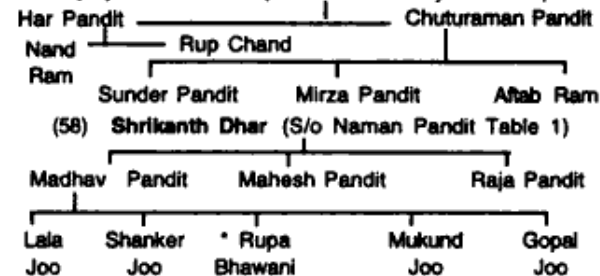 Har Pandit Chuturaman Pandit
Nand Rup Chand
Ram
Sunder Pandit Mirza Pandit Aftab Ram
(58) Shrikanth Dhar (S/o Naman Pandit Table 1)
Madhav Pandit Mahesh Pandit Raja Pandit
Lala Shanker * Rupa Mukund Gopal
Joo Joo Bhawani Joo Joo